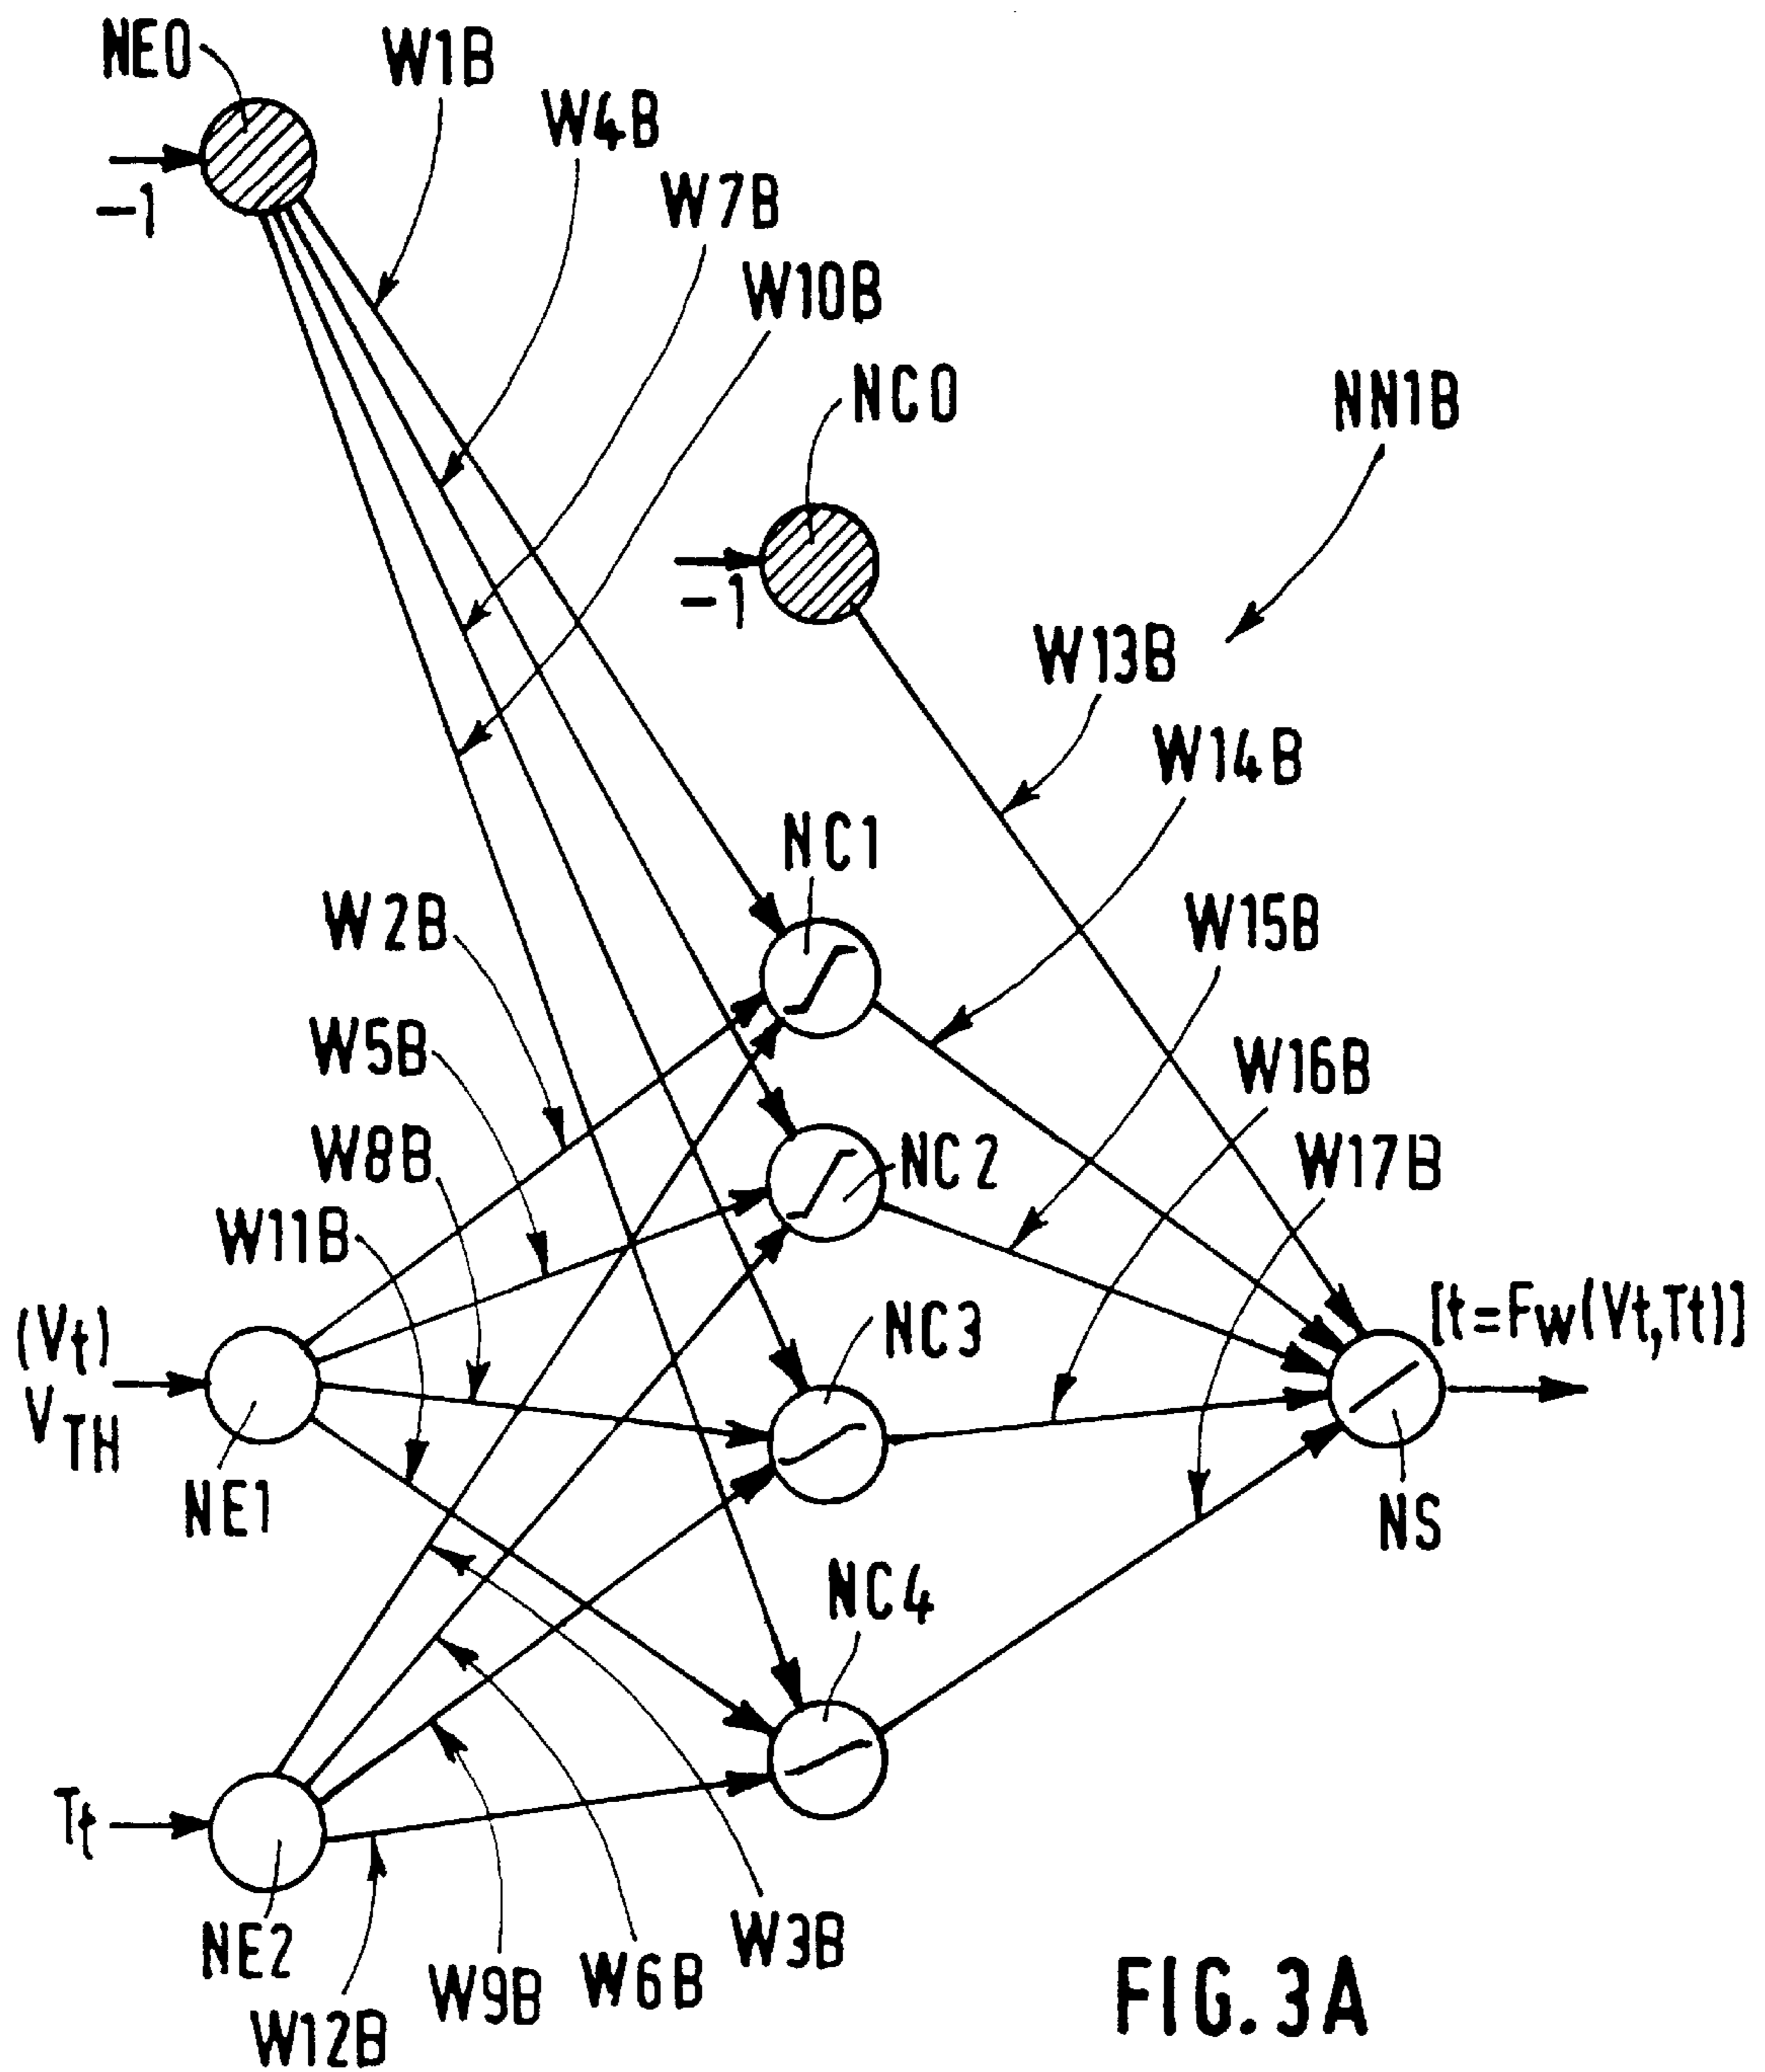 NE0
W1B
W4B
-1
W7B
W10B
NC0
NN1B
-1
W13B
W14B
NC1
W2B
W15B
W5B
W16B
W8B
NC2
W17B
W11B
(Vt)
NC3
[t=Fw(Vt,Tt)]
VTH
NE1
NS
NC4
Tt
NE2
W3B
W6B
W9B
W12B
FIG. 3A